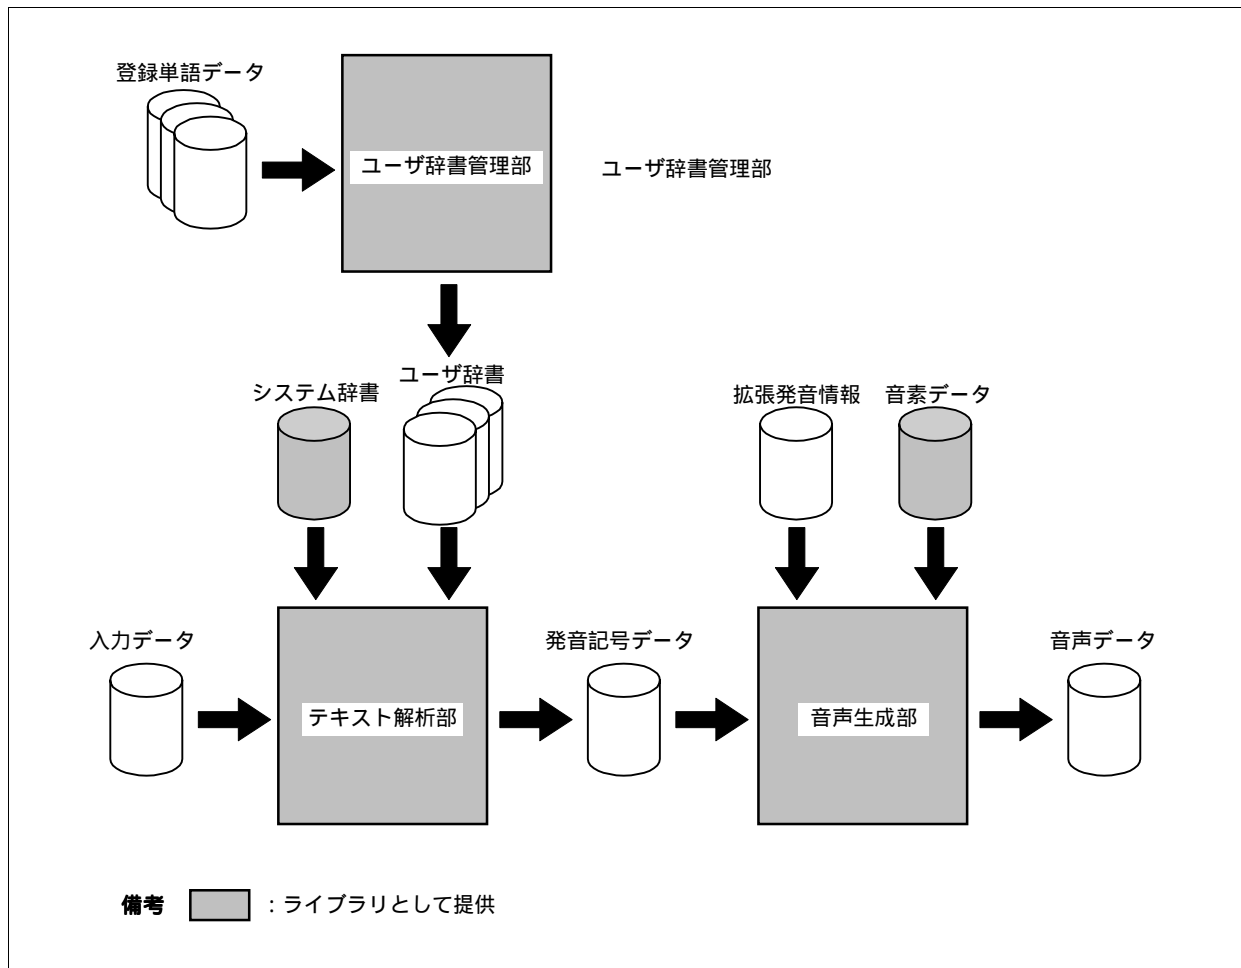 登録単語データ
ユーザ辞書管理部
ユーザ辞書管理部
システム辞書
ユーザ辞書
拡張発音情報
音素データ
入力データ
発音記号データ
音声データ
テキスト解析部
音声生成部
備考 :ライブラリとして提供